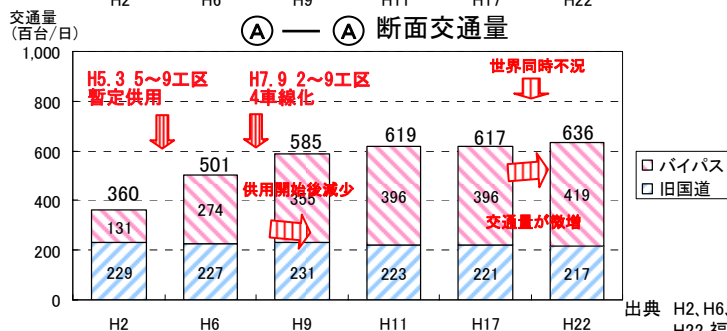 H2 H6 H9 H11 H17 H22
交通量
(百台/日)
Ⓐ ― Ⓐ 断面交通量
1,000
800
600
400
200
0
H5.3 5～9工区
暫定供用
H7.9 2～9工区
4車線化
世界同時不況
360 501 585 619 617 636
131 274 355 396 396 419
供用開始後減少
交通量が微増
229 227 231 223 221 217
H2 H6 H9 H11 H17 H22
バイパス
旧国道
出典 H2、H6、
H22